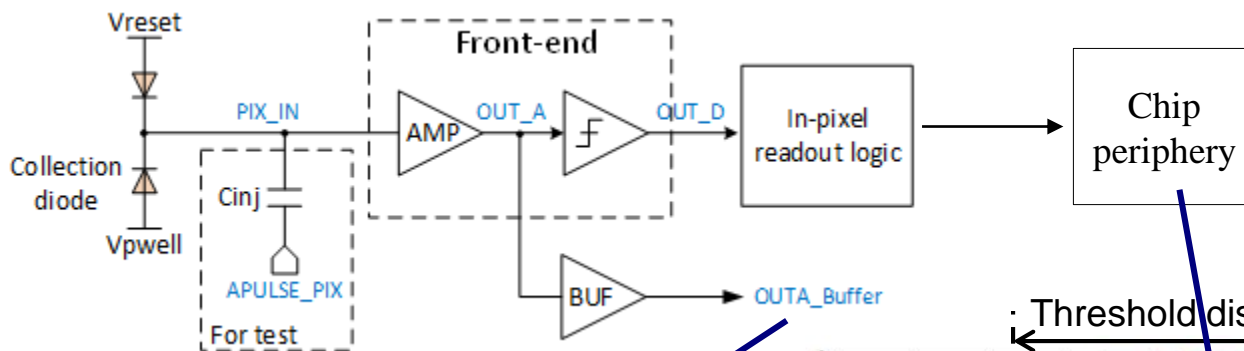 Vreset
Front-end
PIX_IN
AMP
OUT_A
OUT_D
In-pixel
readout logic
Chip
periphery
Collection
diode
Cinj
Vpwell
APULSE_PIX
For test
BUF
OUTA_Buffer
Threshold